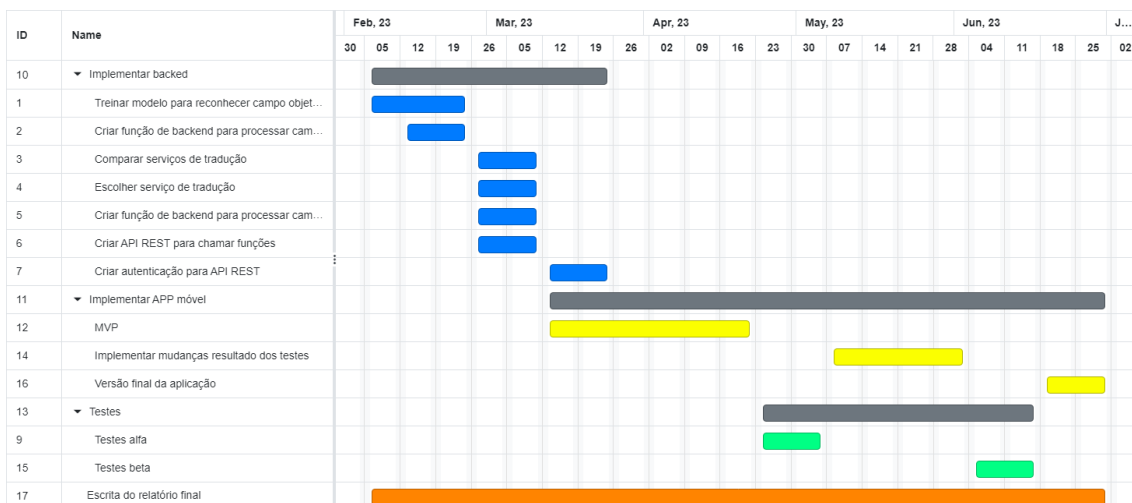 ID Name Feb, 23 Mar, 23 Apr, 23 May, 23 Jun, 23 J...
30 05 12 19 26 05 12 19 26 02 09 16 23 30 07 14 21 28 04 11 18 25 02
10 Implementar backed
1 Treinar modelo para reconhecer campo objet...
2 Criar função de backend para processar cam...
3 Comparar serviços de tradução
4 Escolher serviço de tradução
5 Criar função de backend para processar cam...
6 Criar API REST para chamar funções
7 Criar autenticação para API REST
11 Implementar APP móvel
12 MVP
14 Implementar mudanças resultado dos testes
16 Versão final da aplicação
13 Testes
9 Testes alfa
15 Testes beta
17 Escrita do relatório final